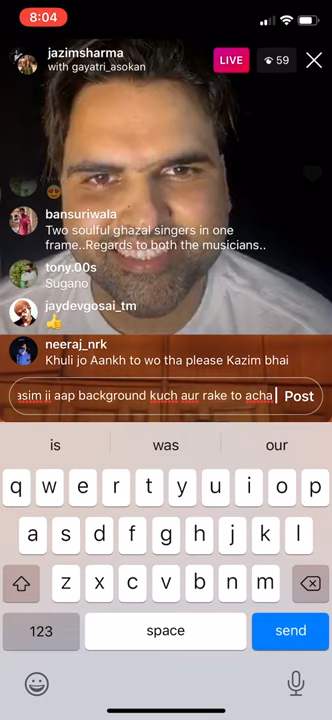 8:04
jazimsharma
with gayatri_asokan
LIVE
59
bansuriwala
Two soulful ghazal singers in one
frame..Regards to both the musicians..
tony.00s
Sugano
jaydevgosai_tm
neeraj_nrk
Khuli jo Aankh to wo tha please Kazim bhai
asim ji aap background kuch aur rake to acha
Post
is was our
q w e r t y u i o p
a s d f g h j k l
z x c v b n m
123 space send